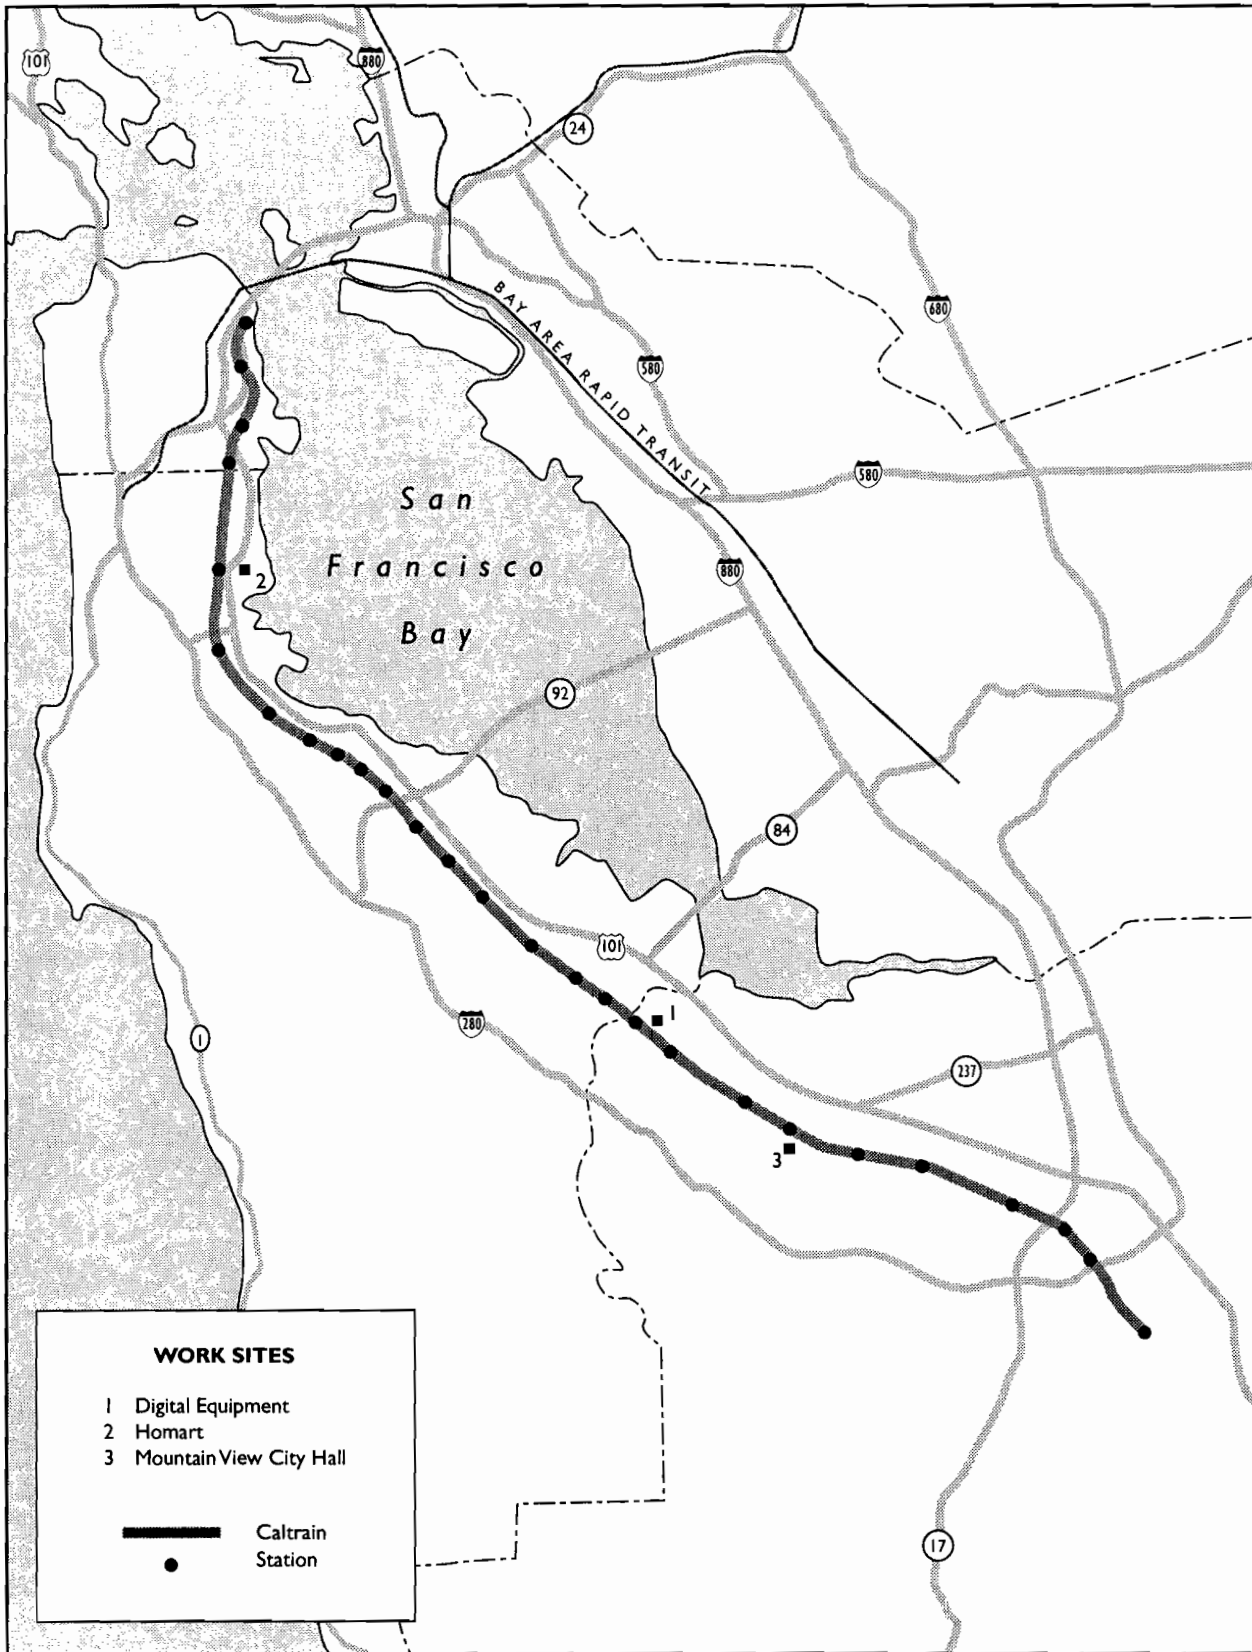 101
880
24
680
BAY AREA RAPID TRANSIT
580
580
San
Francisco
Bay
880
2
92
84
101
1
280
1
237
3
WORK SITES
1 Digital Equipment
2 Homart
3 Mountain View City Hall
Caltrain
Station
17